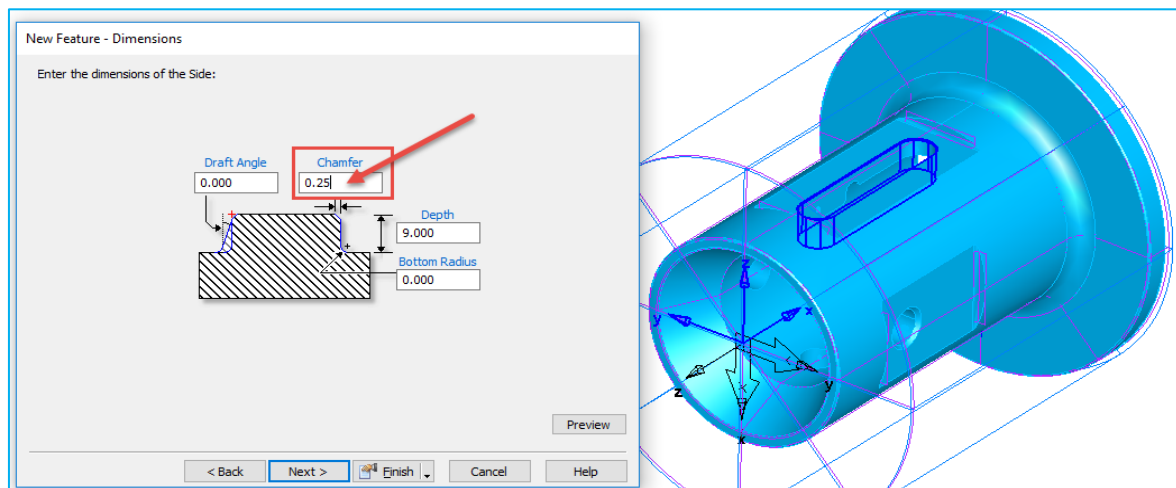 New Feature - Dimensions
Enter the dimensions of the Side:
Draft Angle
Chamfer
0.000
0.25
Depth
9.000
Bottom Radius
0.000
Preview
< Back
Next >
Finish
Cancel
Help
z
x
y
z
x
y
x